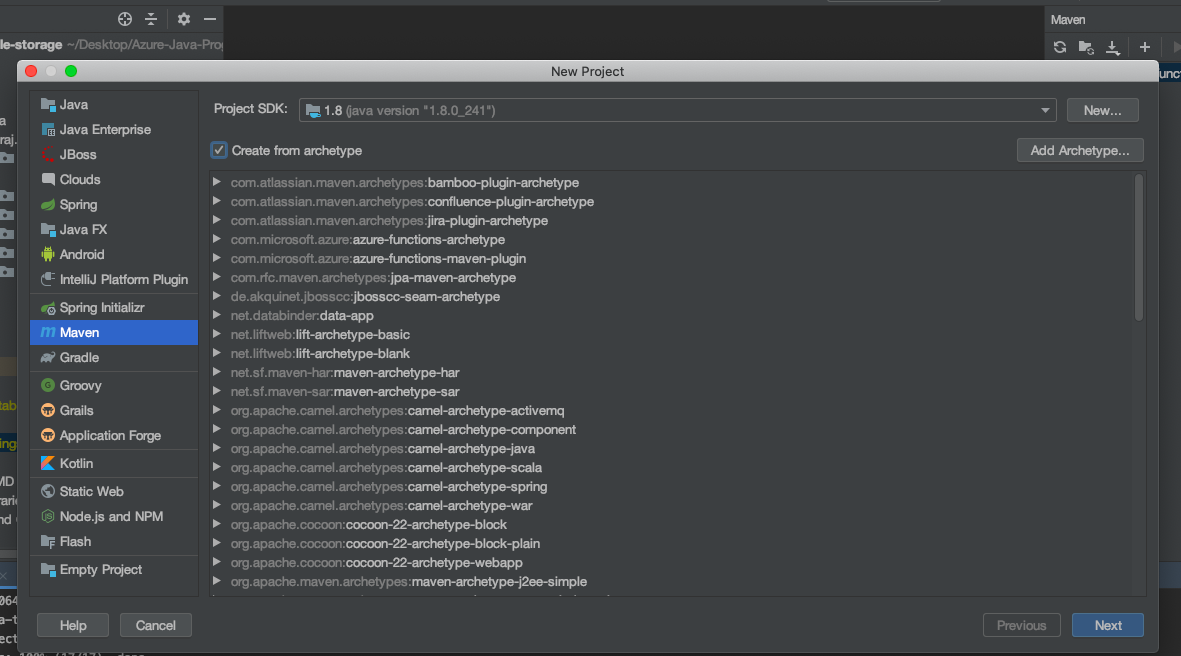 Maven
le-storage ~/Desktop/Azure-Java-Pro
New Project
Java
Java Enterprise
JBoss
Clouds
Spring
Java FX
Android
IntelliJ Platform Plugin
Spring Initializr
Maven
Gradle
Groovy
Grails
Application Forge
Kotlin
Static Web
Node.js and NPM
Flash
Empty Project
Project SDK: 1.8 (java version "1.8.0_241") New...
Create from archetype Add Archetype...
com.atlassian.maven.archetypes:bamboo-plugin-archetype
com.atlassian.maven.archetypes:confluence-plugin-archetype
com.atlassian.maven.archetypes:jira-plugin-archetype
com.microsoft.azure:azure-functions-archetype
com.microsoft.azure:azure-functions-maven-plugin
com.rfc.maven.archetypes:jpa-maven-archetype
de.akquinet.jbosscc:jbosscc-seam-archetype
net.databinder:data-app
net.liftweb:lift-archetype-basic
net.liftweb:lift-archetype-blank
net.sf.maven-har:maven-archetype-har
net.sf.maven-sar:maven-archetype-sar
org.apache.camel.archetypes:camel-archetype-activemq
org.apache.camel.archetypes:camel-archetype-component
org.apache.camel.archetypes:camel-archetype-java
org.apache.camel.archetypes:camel-archetype-scala
org.apache.camel.archetypes:camel-archetype-spring
org.apache.camel.archetypes:camel-archetype-war
org.apache.cocoon:cocoon-22-archetype-block
org.apache.cocoon:cocoon-22-archetype-block-plain
org.apache.cocoon:cocoon-22-archetype-webapp
org.apache.maven.archetypes:maven-archetype-j2ee-simple
Help Cancel Previous Next